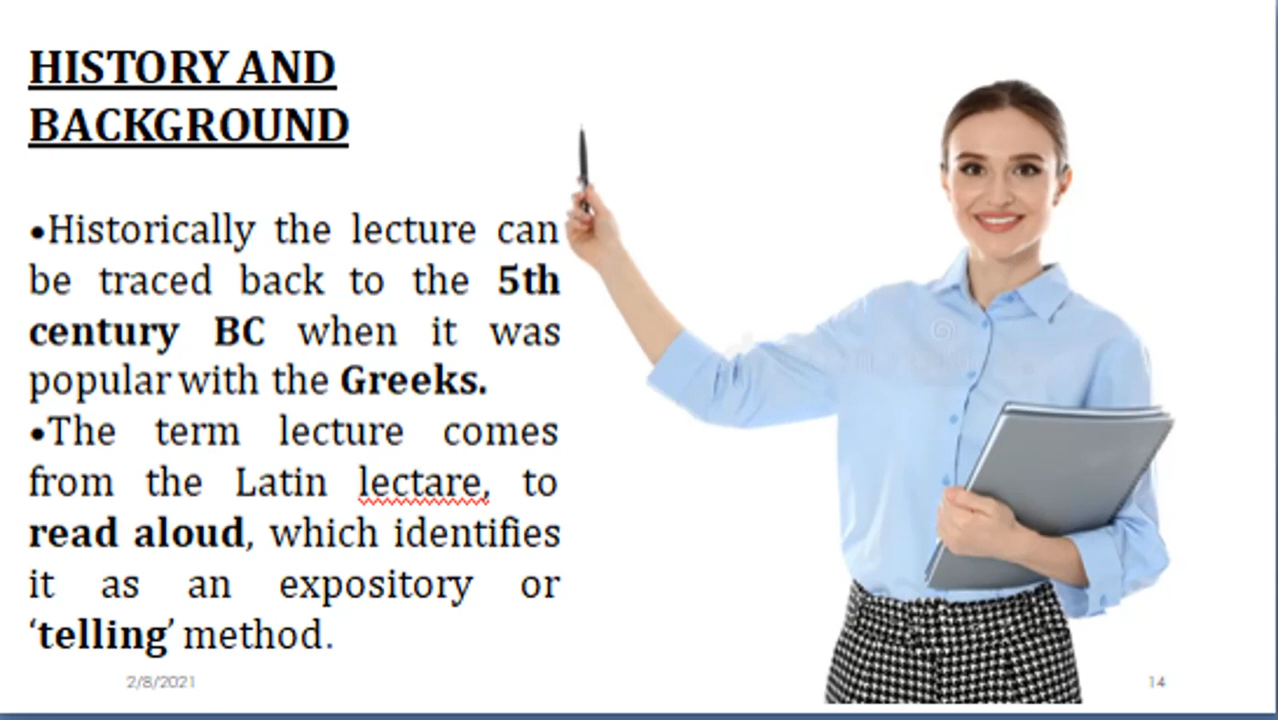 HISTORY AND
BACKGROUND
•Historically the lecture can
be traced back to the 5th
century BC when it was
popular with the Greeks.
•The term lecture comes
from the Latin lectare, to
read aloud, which identifies
it as an expository or
‘telling’ method.
2/8/2021
14